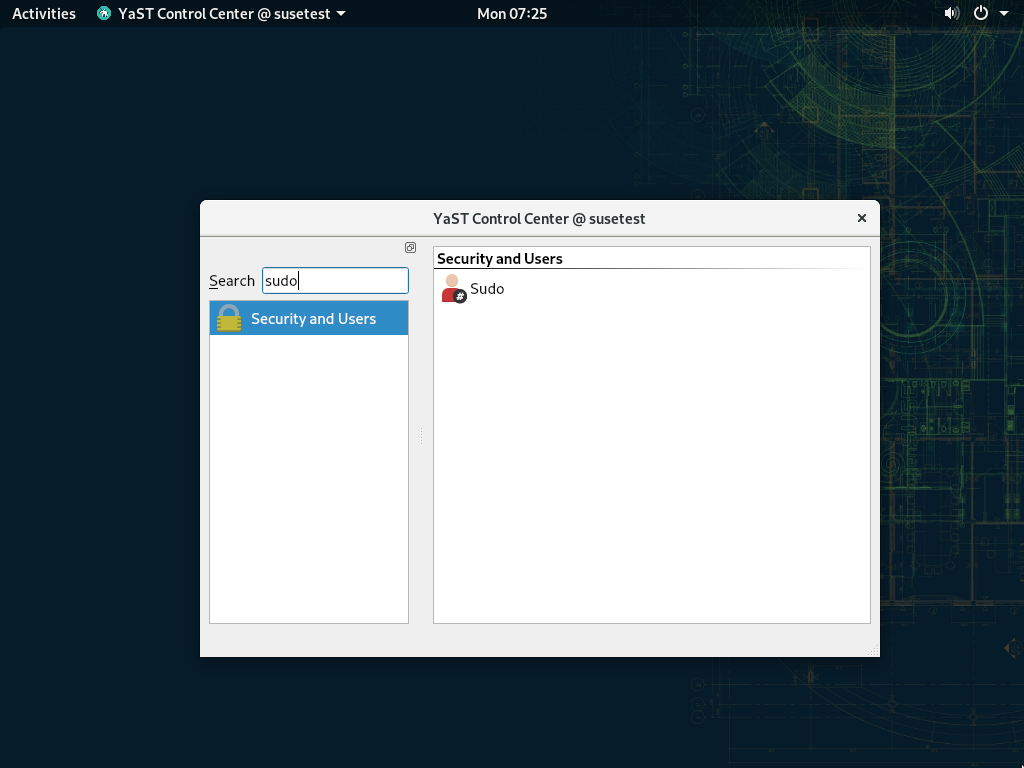 Activities YaST Control Center @ susetest Mon 07:25
YaST Control Center @ susetest
Search sudo
Security and Users
Security and Users
Sudo